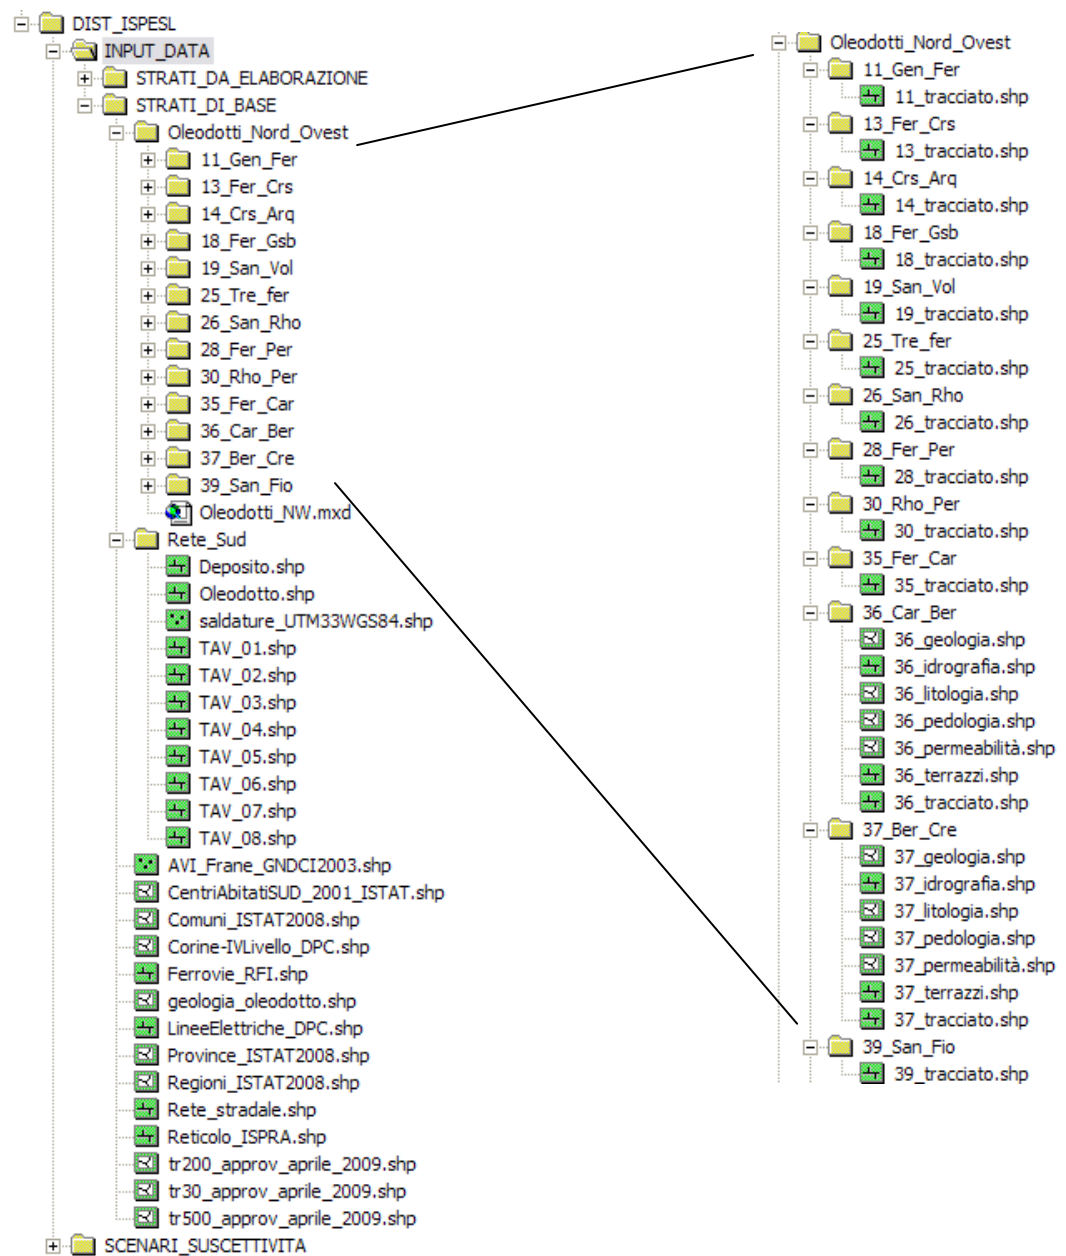 DIST_ISPESL
INPUT_DATA
STRATI_DA_ELABORAZIONE
STRATI_DI_BASE
Oleodotti_Nord_Ovest
11_Gen_Fer
13_Fer_Crs
14_Crs_Arq
18_Fer_Gsb
19_San_Vol
25_Tre_fer
26_San_Rho
28_Fer_Per
30_Rho_Per
35_Fer_Car
36_Car_Ber
37_Ber_Cre
39_San_Fio
Oleodotti_NW.mxd
Rete_Sud
Deposito.shp
Oleodotto.shp
saldature_UTM33WGS84.shp
TAV_01.shp
TAV_02.shp
TAV_03.shp
TAV_04.shp
TAV_05.shp
TAV_06.shp
TAV_07.shp
TAV_08.shp
AVI_Frane_GNDCI2003.shp
CentriAbitatiSUD_2001_ISTAT.shp
Comuni_ISTAT2008.shp
Corine-IVLivello_DPC.shp
Ferrovie_RFI.shp
geologia_oleodotto.shp
LineeElettriche_DPC.shp
Province_ISTAT2008.shp
Regioni_ISTAT2008.shp
Rete_stradale.shp
Reticolo_ISPRA.shp
tr200_approv_aprile_2009.shp
tr30_approv_aprile_2009.shp
tr500_approv_aprile_2009.shp
SCENARI_SUSCETTIVITA
Oleodotti_Nord_Ovest
11_Gen_Fer
11_tracciato.shp
13_Fer_Crs
13_tracciato.shp
14_Crs_Arq
14_tracciato.shp
18_Fer_Gsb
18_tracciato.shp
19_San_Vol
19_tracciato.shp
25_Tre_fer
25_tracciato.shp
26_San_Rho
26_tracciato.shp
28_Fer_Per
28_tracciato.shp
30_Rho_Per
30_tracciato.shp
35_Fer_Car
35_tracciato.shp
36_Car_Ber
36_geologia.shp
36_idrografia.shp
36_litologia.shp
36_pedologia.shp
36_permeabilità.shp
36_terrazzi.shp
36_tracciato.shp
37_Ber_Cre
37_geologia.shp
37_idrografia.shp
37_litologia.shp
37_pedologia.shp
37_permeabilità.shp
37_terrazzi.shp
37_tracciato.shp
39_San_Fio
39_tracciato.shp